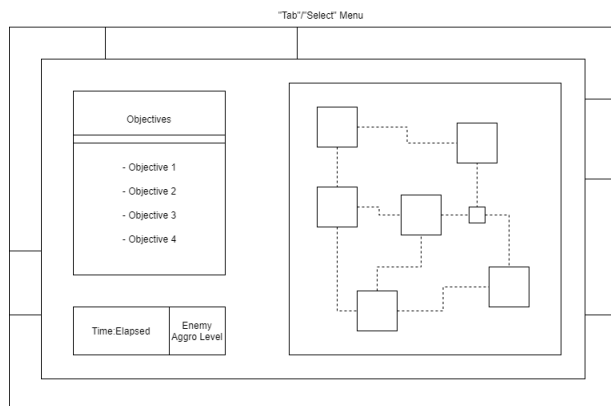 "Tab"/"Select" Menu
Objectives
- Objective 1
- Objective 2
- Objective 3
- Objective 4
Time:Elapsed
Enemy
Aggro Level